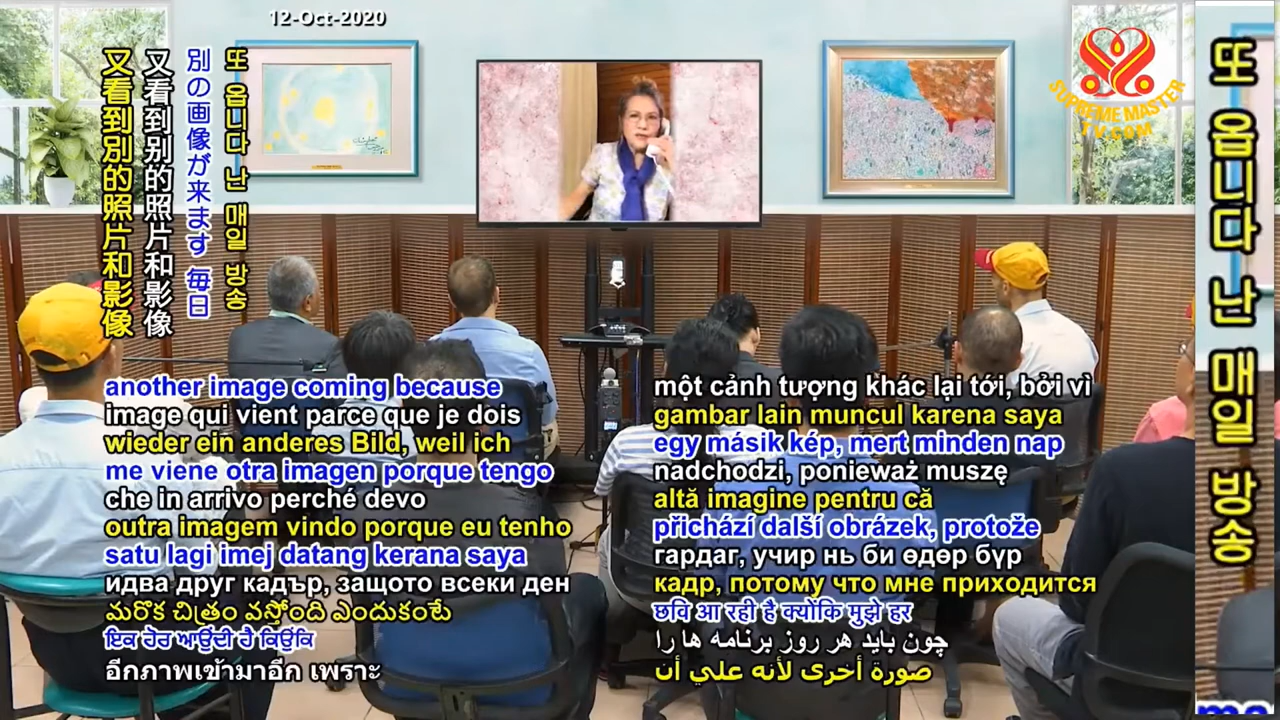 12-Oct-2020
SUPREME MASTER
TV.COM
또 옵니다 난 매일 방송
別の画像が来ます 毎日
又看到别的照片和影像
又看到別的照片和影像
another image coming because
image qui vient parce que je dois
wieder ein anderes Bild, weil ich
me viene otra imagen porque tengo
che in arrivo perché devo
outra imagem vindo porque eu tenho
satu lagi imej datang kerana saya
идва друг кадър, защото всеки ден
మరొక చిత్రం వస్తోంది ఎందుకంటే
ਇਕ ਹੋਰ ਆਉਂਦੀ ਹੈ ਕਿਉਂਕਿ
อีกภาพเข้ามาอีก เพราะ
một cảnh tượng khác lại tới, bởi vì
gambar lain muncul karena saya
egy másik kép, mert minden nap
nadchodzi, ponieważ muszę
altă imagine pentru că
přichází další obrázek, protože
гардаг, учир нь би өдөр бүр
кадр, потому что мне приходится
छवि आ रही है क्योंकि मुझे हर
چون باید هر روز برنامه ها را
صورة أخرى لأنه علي أن
또 옵니다 난 매일 방송